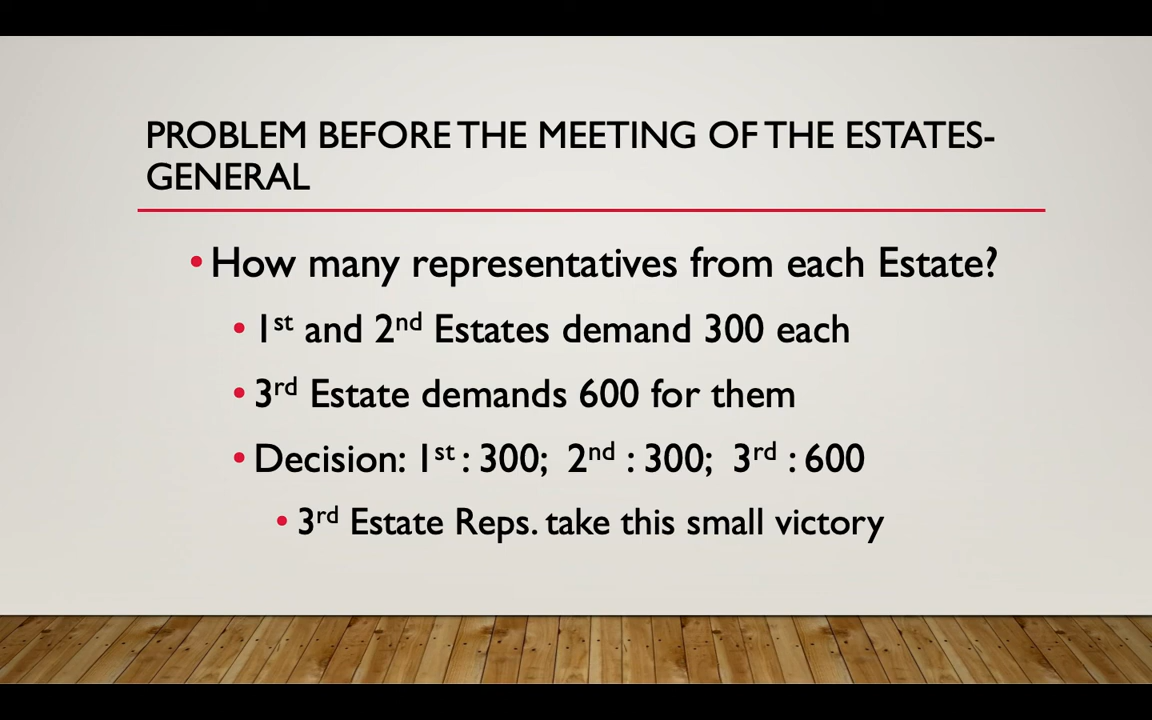 PROBLEM BEFORE THE MEETING OF THE ESTATES-
GENERAL
• How many representatives from each Estate?
• 1st and 2nd Estates demand 300 each
• 3rd Estate demands 600 for them
• Decision: 1st : 300; 2nd : 300; 3rd : 600
• 3rd Estate Reps. take this small victory